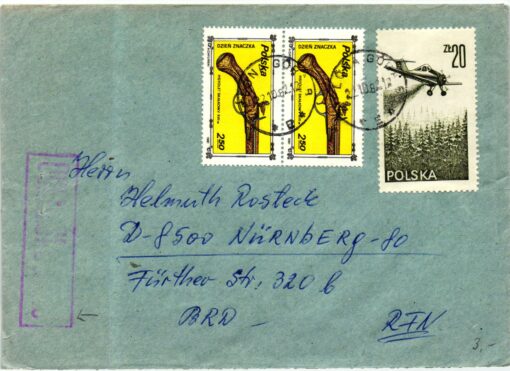 DZIEŃ ZNACZKA
Polska
250
DZIEŃ ZNACZKA
Polska
250
Zł 20
POLSKA
Herrn
Helmuth Rosteck
D-8500 NÜRNBERG-80
Fürther Str. 320 b
BRD - RFN
3,-